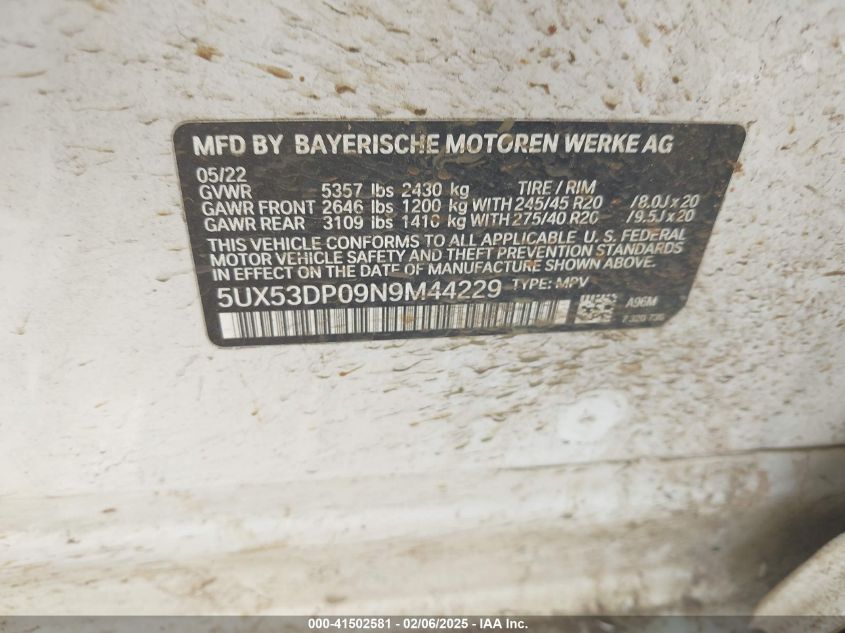 MFD BY BAYERISCHE MOTOREN WERKE AG
05/22
GVWR 5357 lbs 2430 kg TIRE / RIM
GAWR FRONT 2646 lbs 1200 kg WITH 245/45 R20 /8.0J x 20
GAWR REAR 3109 lbs 1410 kg WITH 275/40 R20 /9.5J x 20
THIS VEHICLE CONFORMS TO ALL APPLICABLE U. S. FEDERAL
MOTOR VEHICLE SAFETY AND THEFT PREVENTION STANDARDS
IN EFFECT ON THE DATE OF MANUFACTURE SHOWN ABOVE.
5UX53DP09N9M44229 TYPE: MPV
A96M
7 320 735
000-41502581 - 02/06/2025 - IAA Inc.